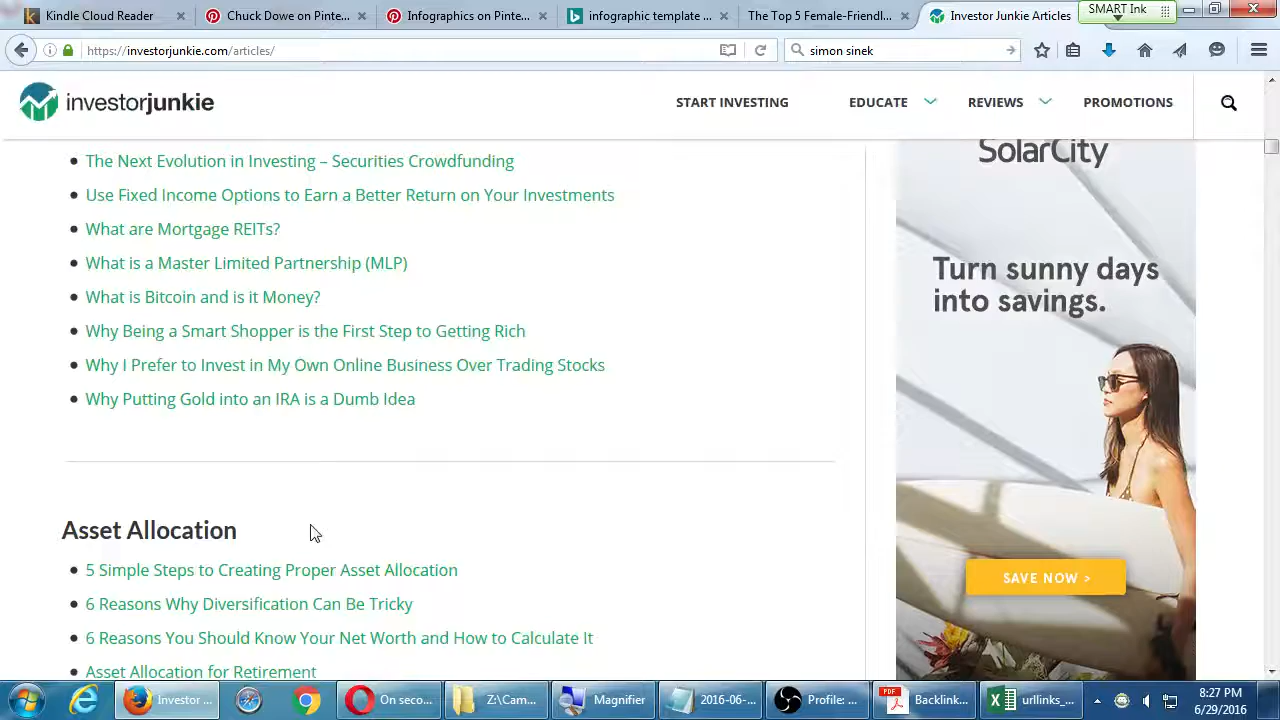 Kindle Cloud Reader
Chuck Dowe on Pinte...
Infographics on Pinte...
infographic template ...
The Top 5 Female-Friendl...
Investor Junkie Articles
SMART Ink
https://investorjunkie.com/articles/
simon sinek
investorjunkie
START INVESTING
EDUCATE
REVIEWS
PROMOTIONS
The Next Evolution in Investing – Securities Crowdfunding
Use Fixed Income Options to Earn a Better Return on Your Investments
What are Mortgage REITs?
What is a Master Limited Partnership (MLP)
What is Bitcoin and is it Money?
Why Being a Smart Shopper is the First Step to Getting Rich
Why I Prefer to Invest in My Own Online Business Over Trading Stocks
Why Putting Gold into an IRA is a Dumb Idea
Asset Allocation
5 Simple Steps to Creating Proper Asset Allocation
6 Reasons Why Diversification Can Be Tricky
6 Reasons You Should Know Your Net Worth and How to Calculate It
Asset Allocation for Retirement
SolarCity
Turn sunny days
into savings.
SAVE NOW >
Investor ...
On seco...
Z:\Cam...
Magnifier
2016-06-...
Profile: ...
PDF
Backlink...
urllinks_...
8:27 PM
6/29/2016